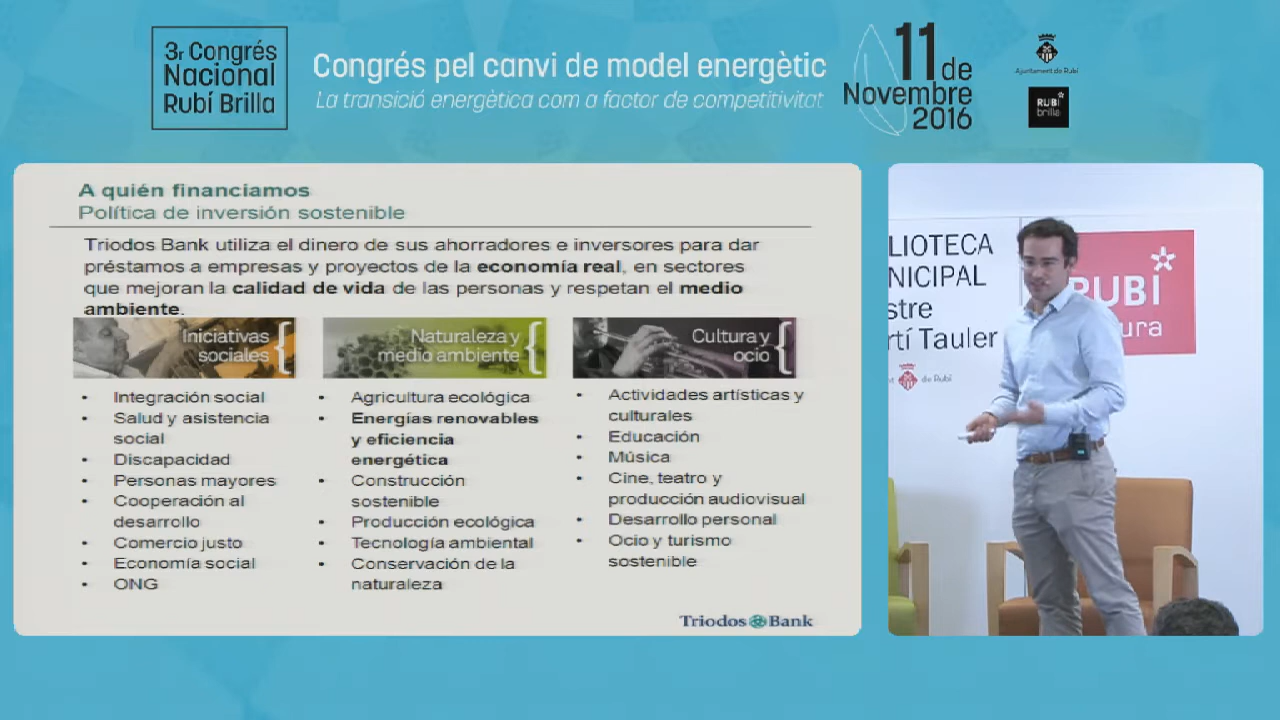 3r Congrés
Nacional
Rubí Brilla
Congrés pel canvi de model energètic
La transició energètica com a factor de competitivitat
11 de
Novembre
2016
Ajuntament de Rubí
RUBÍ
brilla
A quién financiamos
Política de inversión sostenible
Triodos Bank utiliza el dinero de sus ahorradores e inversores para dar
préstamos a empresas y proyectos de la economía real, en sectores
que mejoran la calidad de vida de las personas y respetan el medio
ambiente.
Iniciativas
sociales
• Integración social
• Salud y asistencia
social
• Discapacidad
• Personas mayores
• Cooperación al
desarrollo
• Comercio justo
• Economía social
• ONG
Naturaleza y
medio ambiente
• Agricultura ecológica
• Energías renovables
y eficiencia
energética
• Construcción
sostenible
• Producción ecológica
• Tecnología ambiental
• Conservación de la
naturaleza
Cultura y
ocio
• Actividades artísticas y
culturales
• Educación
• Música
• Cine, teatro y
producción audiovisual
• Desarrollo personal
• Ocio y turismo
sostenible
Triodos Bank
LIOTECA
NICIPAL
stre
rtí Tauler
t de Rubí
RUBÍ
ura